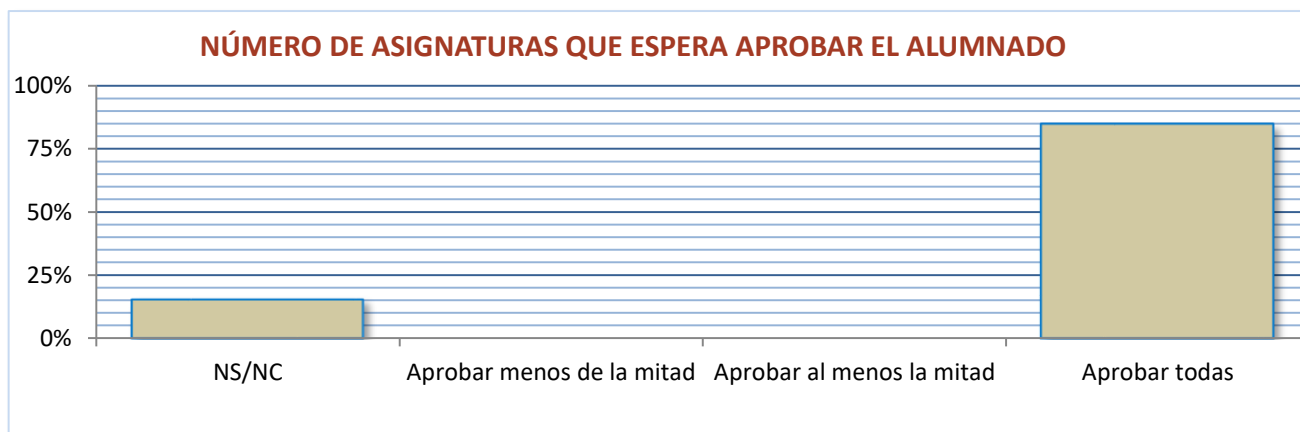 NÚMERO DE ASIGNATURAS QUE ESPERA APROBAR EL ALUMNADO
100%
75%
50%
25%
0%
NS/NC Aprobar menos de la mitad Aprobar al menos la mitad Aprobar todas